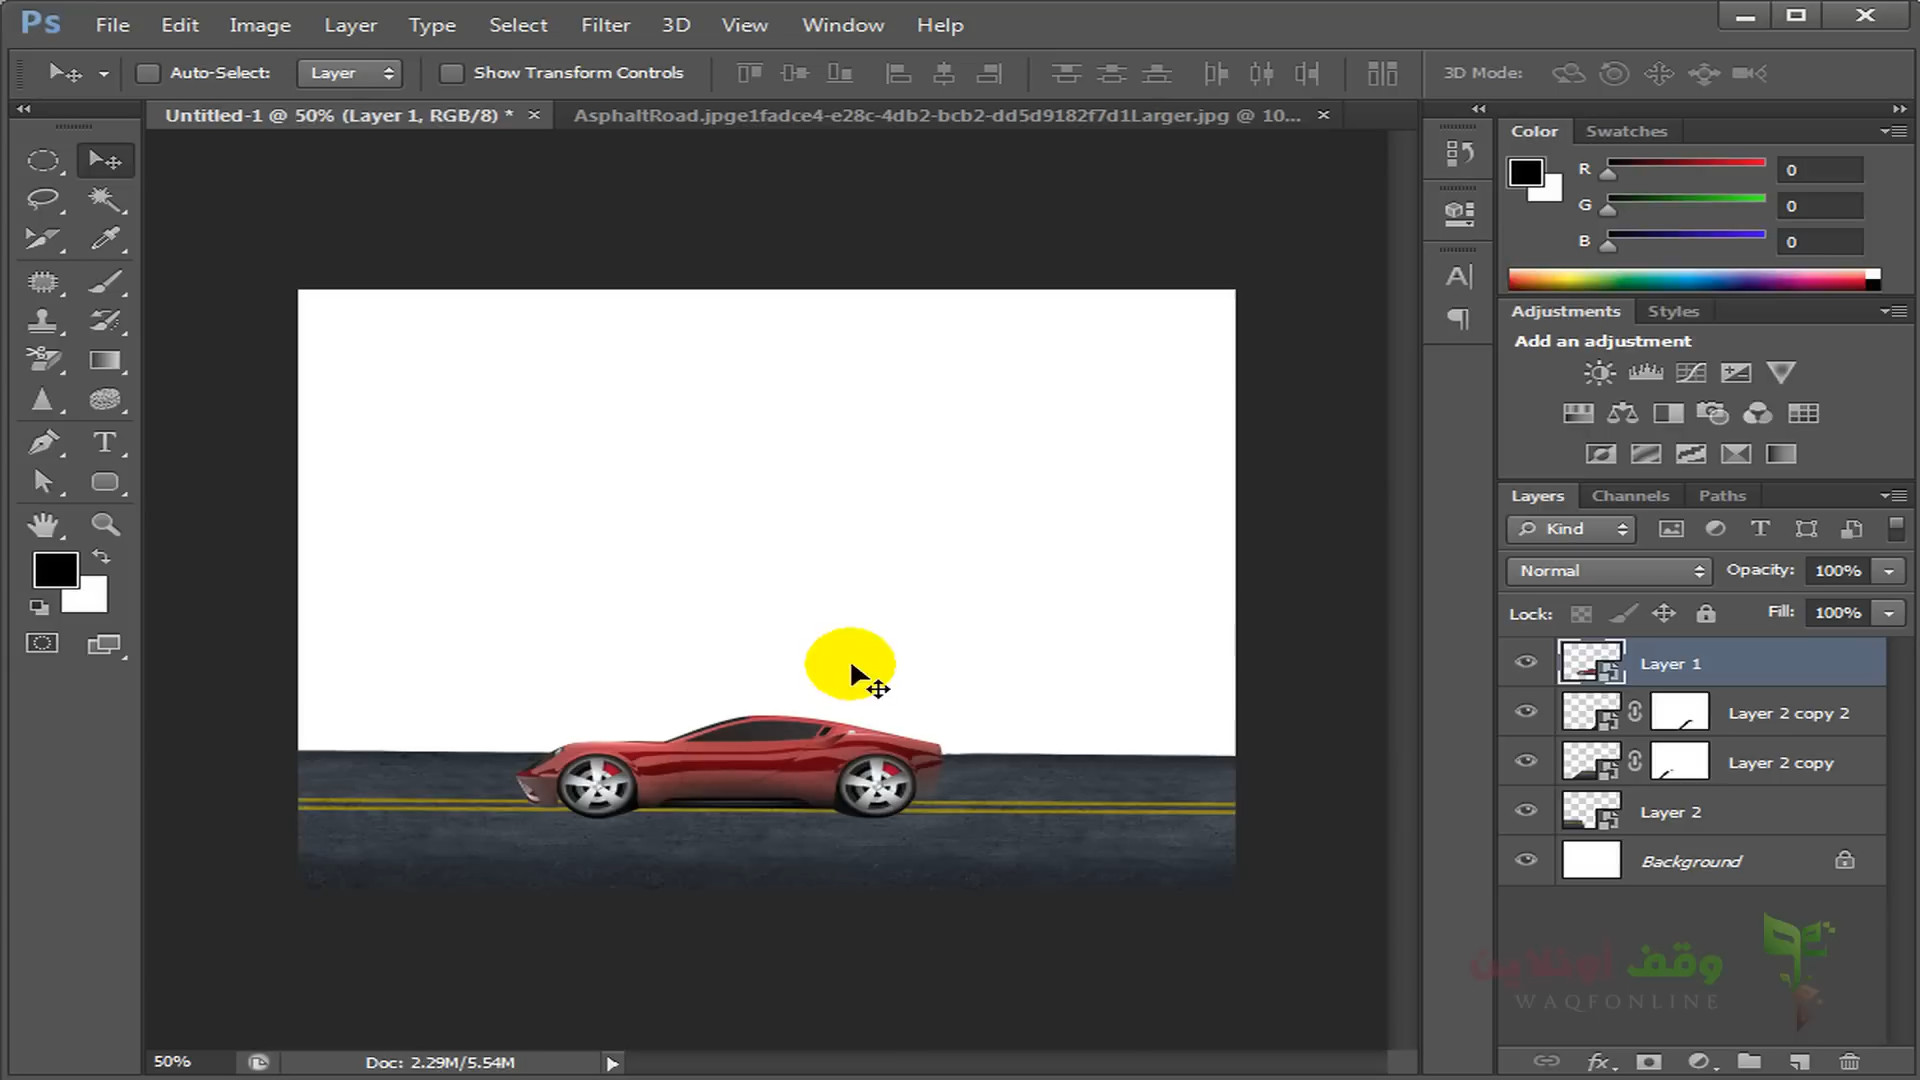 Ps File Edit Image Layer Type Select Filter 3D View Window Help
Auto-Select: Layer Show Transform Controls 3D Mode:
Untitled-1 @ 50% (Layer 1, RGB/8) * AsphaltRoad.jpge1fadce4-e28c-4db2-bcb2-dd5d9182f7d1Larger.jpg @ 10...
Color Swatches
R 0
G 0
B 0
Adjustments Styles
Add an adjustment
Layers Channels Paths
Kind
Normal Opacity: 100%
Lock: Fill: 100%
Layer 1
Layer 2 copy 2
Layer 2 copy
Layer 2
Background
وقف أونلاين
WAQFONLINE
50% Doc: 2.29M/5.54M